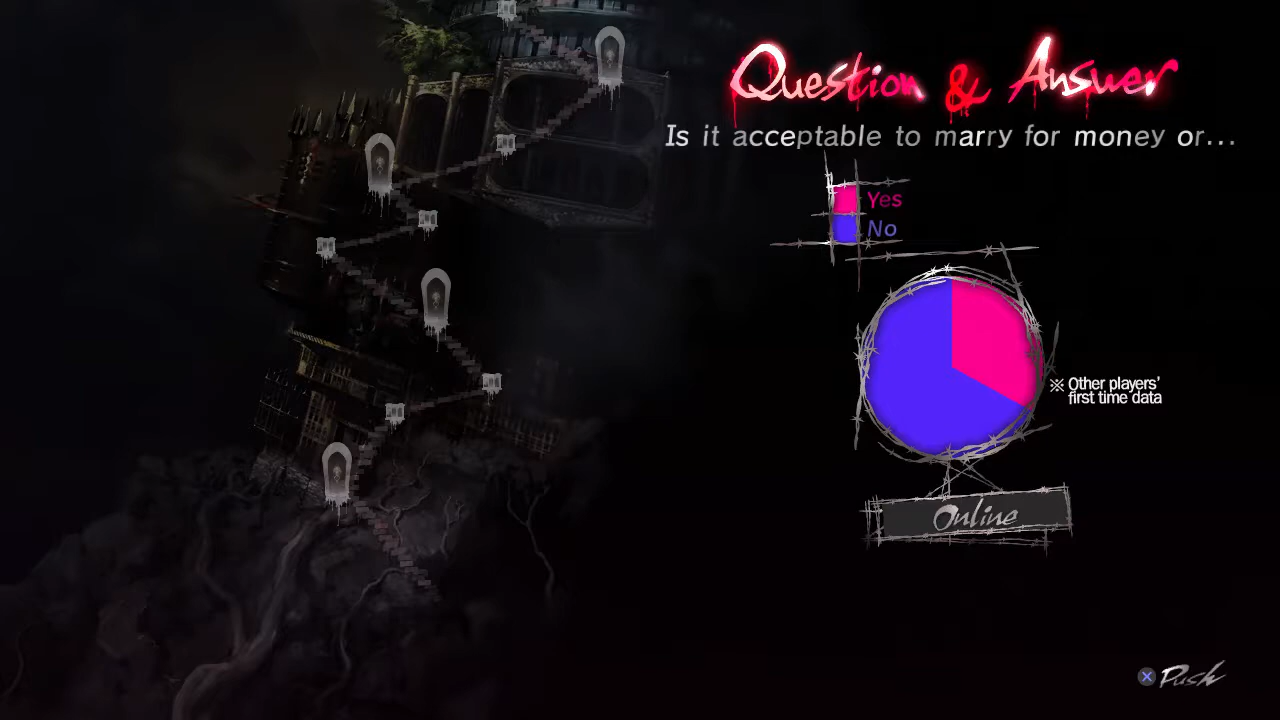 Question & Answer
Is it acceptable to marry for money or...
Yes
No
※ Other players'
first time data
Online
Push